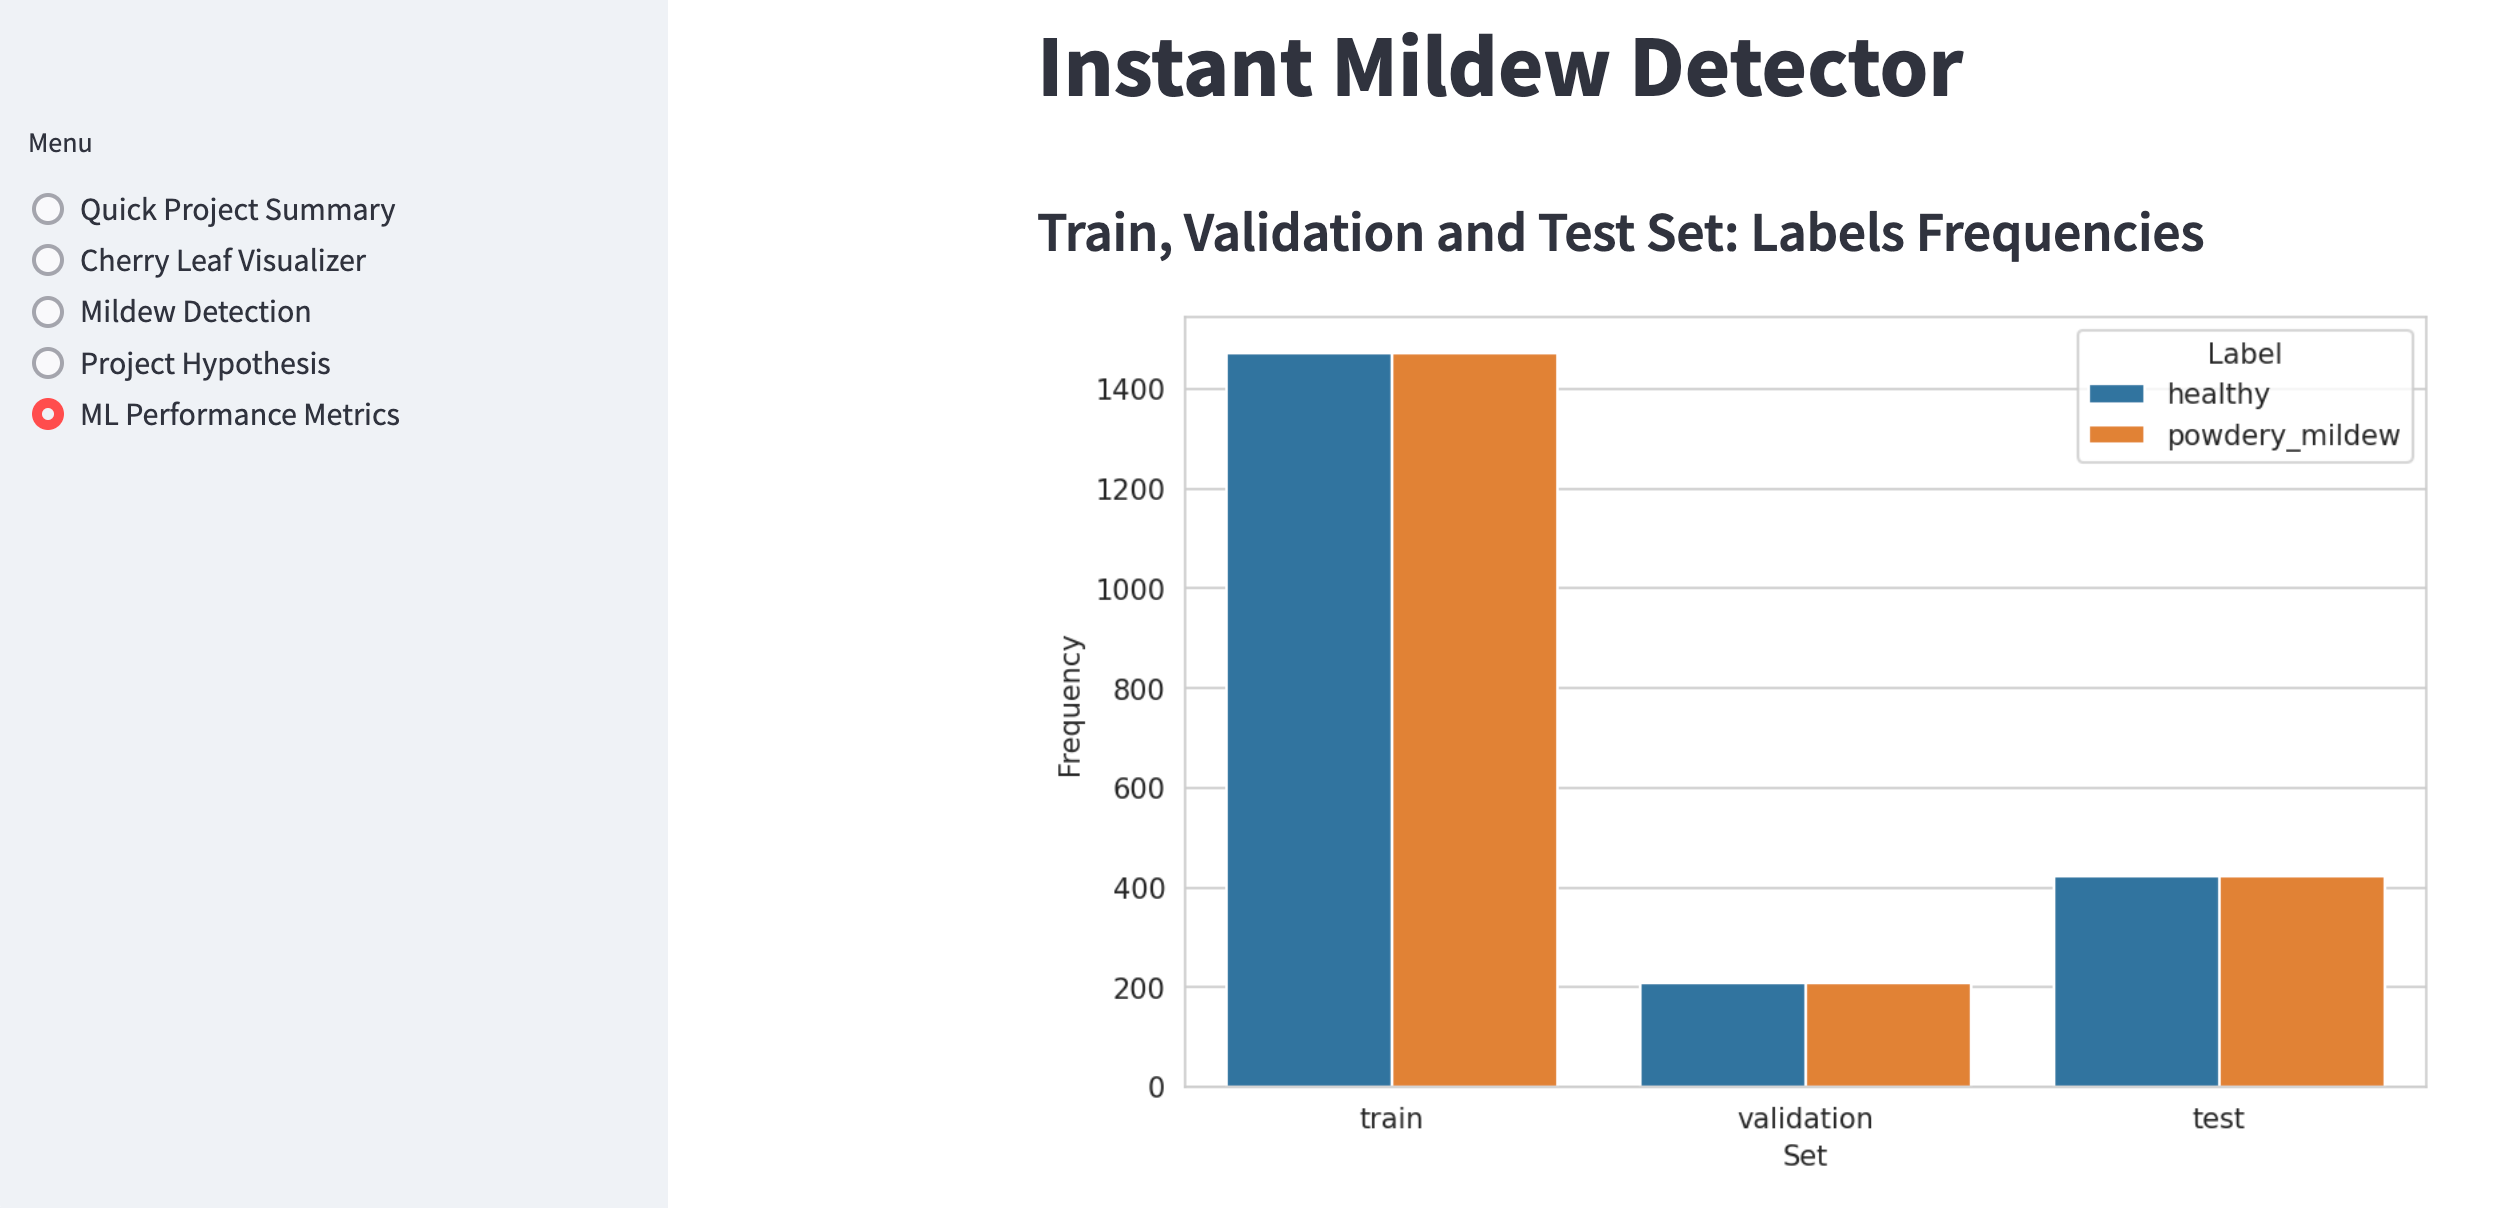 Instant Mildew Detector
Menu
Quick Project Summary
Cherry Leaf Visualizer
Mildew Detection
Project Hypothesis
ML Performance Metrics
Train, Validation and Test Set: Labels Frequencies
Label
healthy
powdery_mildew
1400
1200
1000
800
600
400
200
0
Frequency
train
validation
test
Set